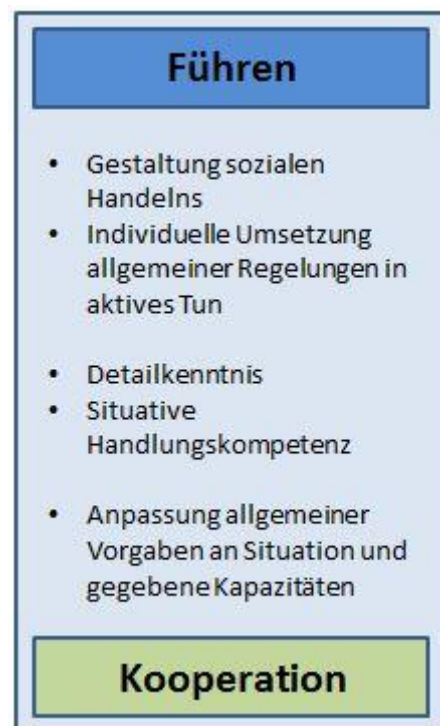 Führen
• Gestaltung sozialen
Handelns
• Individuelle Umsetzung
allgemeiner Regelungen in
aktives Tun
• Detailkenntnis
• Situative
Handlungskompetenz
• Anpassung allgemeiner
Vorgaben an Situation und
gegebene Kapazitäten
Kooperation